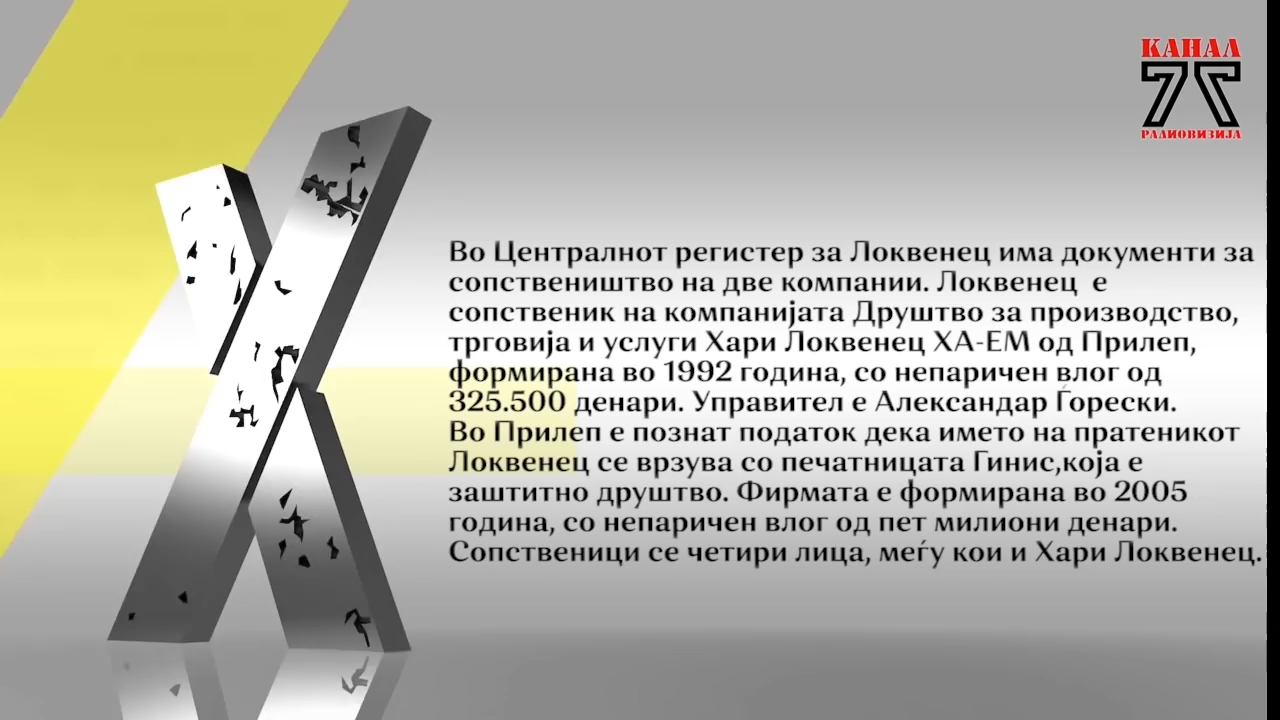 КАНАЛ
77
РАДИОВИЗИЈА
Во Централнот регистер за Локвенец има документи за
сопствеништво на две компании. Локвенец е
сопственик на компанијата Друштво за производство,
трговија и услуги Хари Локвенец ХА-ЕМ од Прилеп,
формирана во 1992 година, со непаричен влог од
325.500 денари. Управител е Александар Ѓорески.
Во Прилеп е познат податок дека името на пратеникот
Локвенец се врзува со печатницата Гинис,која е
заштитно друштво. Фирмата е формирана во 2005
година, со непаричен влог од пет милиони денари.
Сопственици се четири лица, меѓу кои и Хари Локвенец.